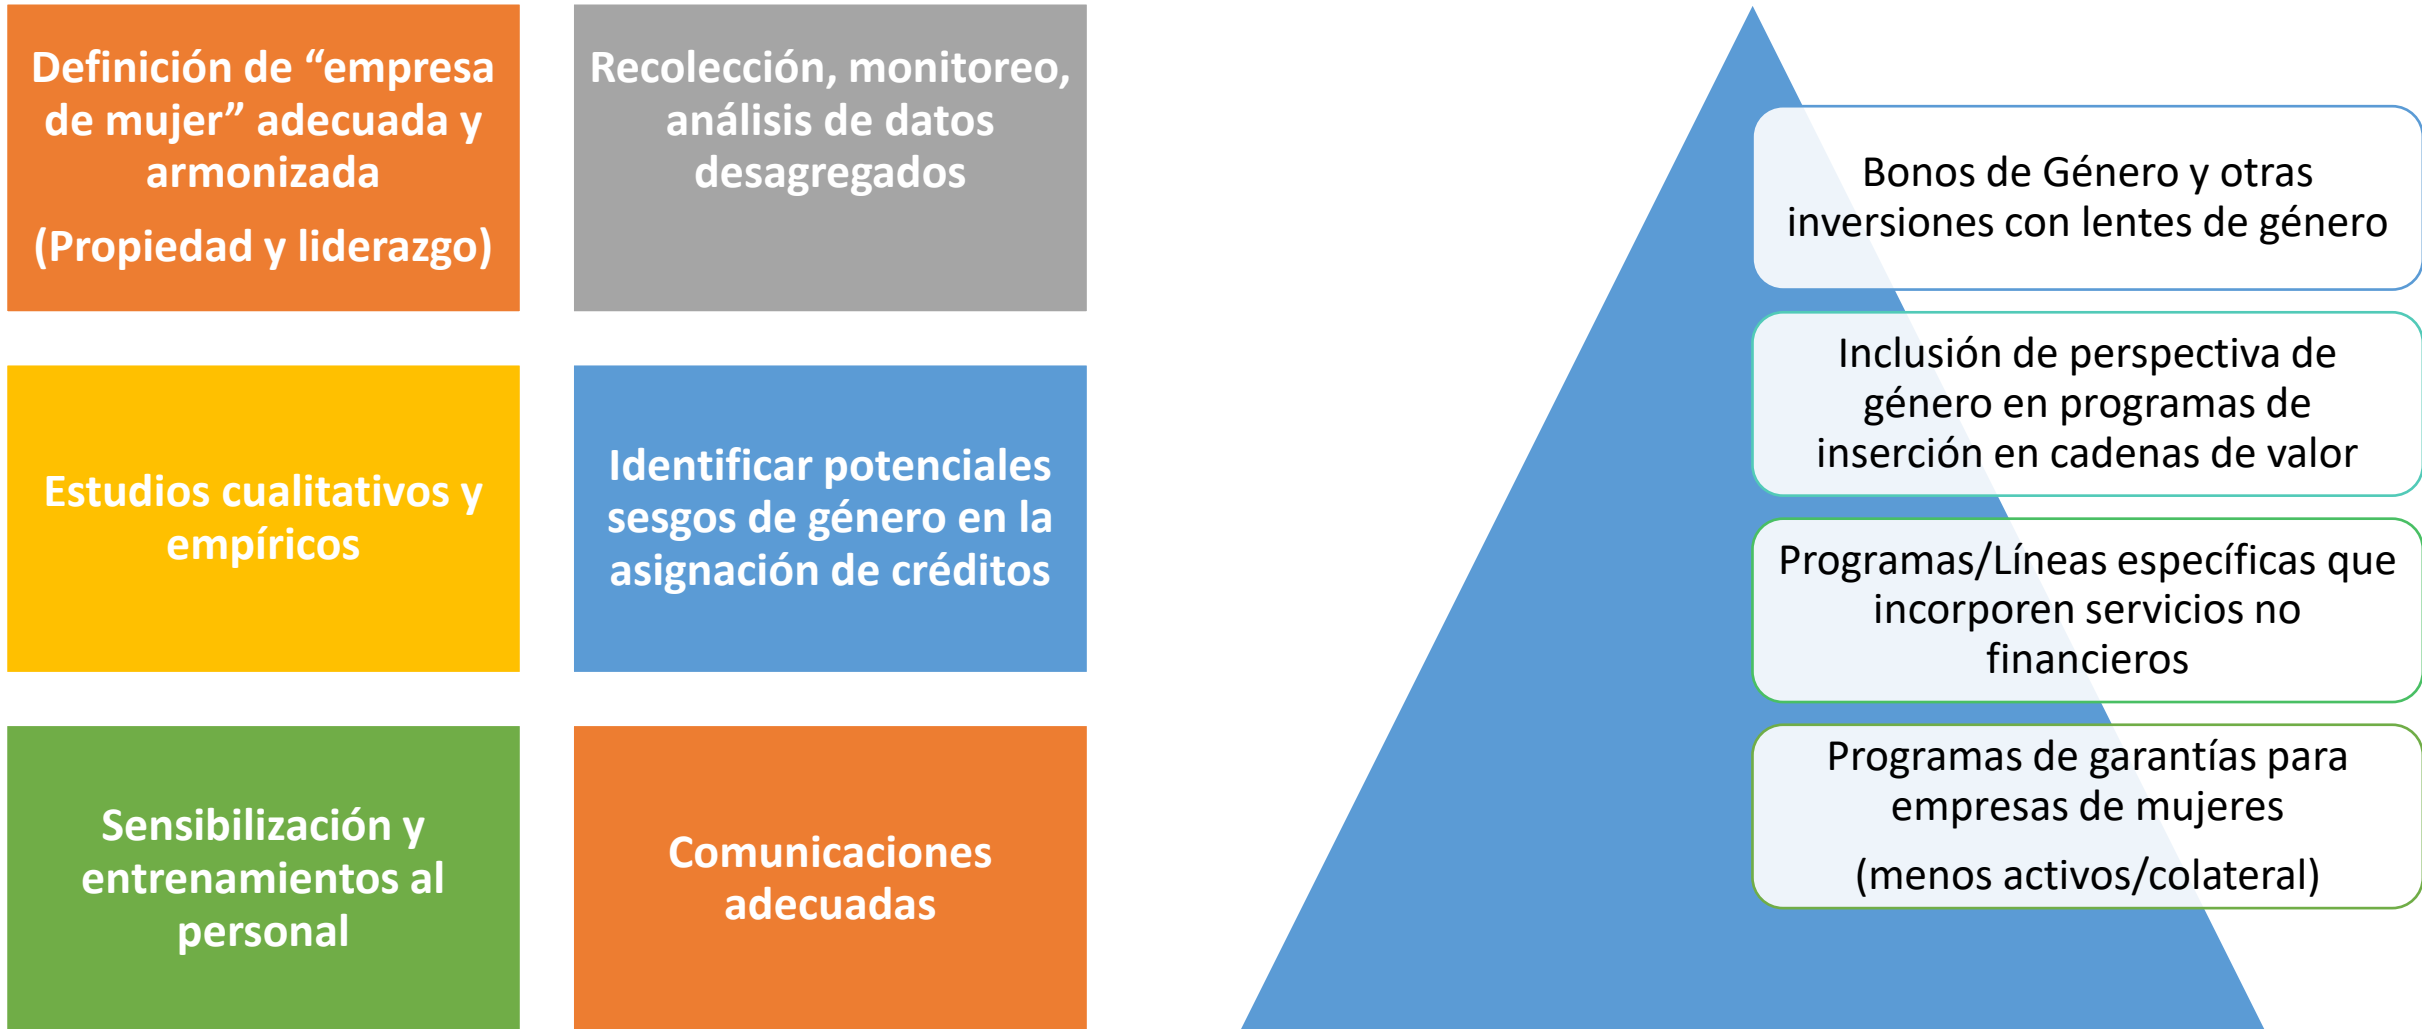 Definición de “empresa
de mujer” adecuada y
armonizada
(Propiedad y liderazgo)
Recolección, monitoreo,
análisis de datos
desagregados
Estudios cualitativos y
empíricos
Identificar potenciales
sesgos de género en la
asignación de créditos
Sensibilización y
entrenamientos al
personal
Comunicaciones
adecuadas
Bonos de Género y otras
inversiones con lentes de género
Inclusión de perspectiva de
género en programas de
inserción en cadenas de valor
Programas/Líneas específicas que
incorporen servicios no
financieros
Programas de garantías para
empresas de mujeres
(menos activos/colateral)